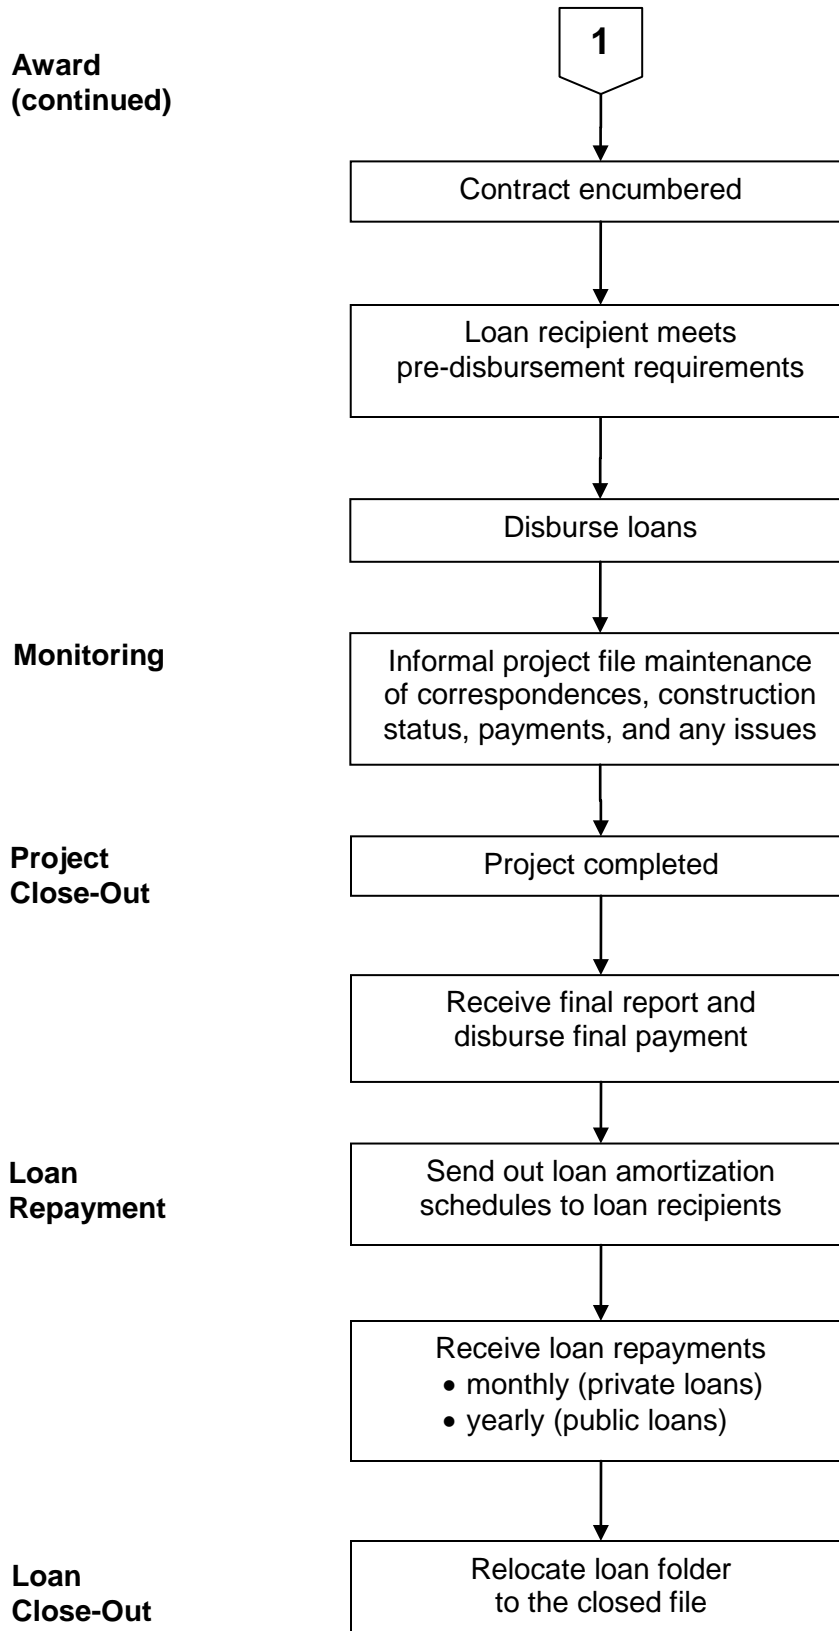 1
Award
(continued)
Contract encumbered
Loan recipient meets
pre-disbursement requirements
Disburse loans
Monitoring
Informal project file maintenance
of correspondences, construction
status, payments, and any issues
Project
Close-Out
Project completed
Receive final report and
disburse final payment
Loan
Repayment
Send out loan amortization
schedules to loan recipients
Receive loan repayments
• monthly (private loans)
• yearly (public loans)
Loan
Close-Out
Relocate loan folder
to the closed file